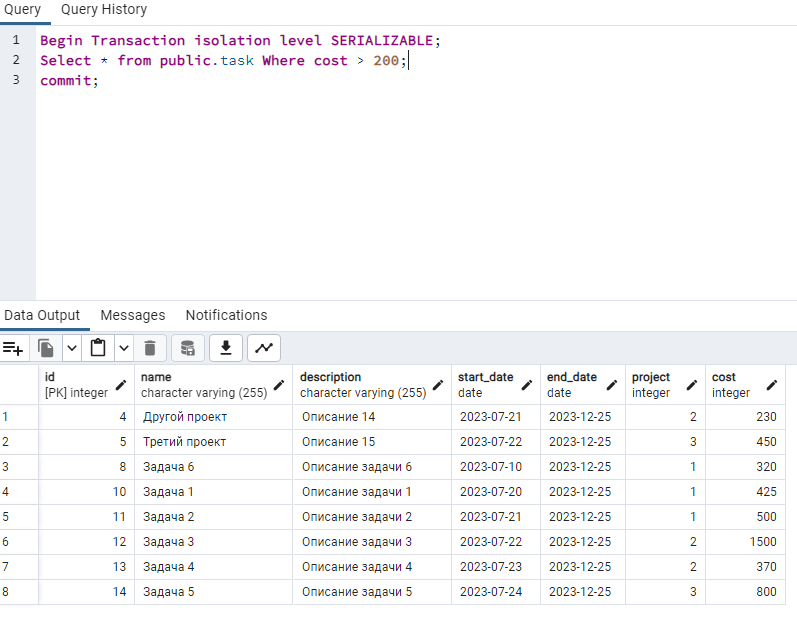 Query Query History
1 Begin Transaction isolation level SERIALIZABLE;
2 Select * from public.task Where cost > 200;
3 commit;
Data Output Messages Notifications
id name description start_date end_date project cost
[PK] integer character varying (255) character varying (255) date date integer integer
1 4 Другой проект Описание 14 2023-07-21 2023-12-25 2 230
2 5 Третий проект Описание 15 2023-07-22 2023-12-25 3 450
3 8 Задача 6 Описание задачи 6 2023-07-10 2023-12-25 1 320
4 10 Задача 1 Описание задачи 1 2023-07-20 2023-12-25 1 425
5 11 Задача 2 Описание задачи 2 2023-07-21 2023-12-25 1 500
6 12 Задача 3 Описание задачи 3 2023-07-22 2023-12-25 2 1500
7 13 Задача 4 Описание задачи 4 2023-07-23 2023-12-25 2 370
8 14 Задача 5 Описание задачи 5 2023-07-24 2023-12-25 3 800